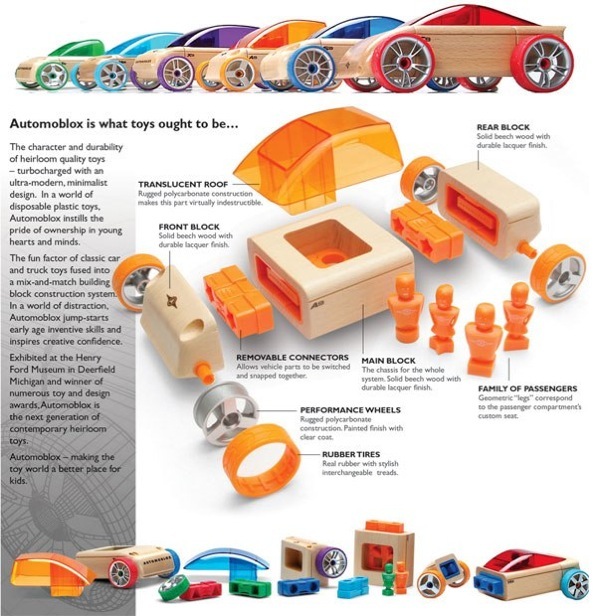 Automoblox is what toys ought to be…
The character and durability
of heirloom quality toys
– turbocharged with an
ultra-modern, minimalist
design. In a world of
disposable plastic toys,
Automoblox instills the
pride of ownership in young
hearts and minds.
The fun factor of classic car
and truck toys fused into
a mix-and-match building
block construction system.
In a world of distraction,
Automoblox jump-starts
early age inventive skills and
inspires creative confidence.
Exhibited at the Henry
Ford Museum in Deerfield
Michigan and winner of
numerous toy and design
awards, Automoblox is
the next generation of
contemporary heirloom
toys.
Automoblox – making the
toy world a better place for
kids.
TRANSLUCENT ROOF
Rugged polycarbonate construction
makes this part virtually indestructible.
REAR BLOCK
Solid beech wood with
durable lacquer finish.
FRONT BLOCK
Solid beech wood with
durable lacquer finish.
A9
REMOVABLE CONNECTORS
Allows vehicle parts to be switched
and snapped together.
MAIN BLOCK
The chassis for the whole
system. Solid beech wood with
durable lacquer finish.
FAMILY OF PASSENGERS
Geometric "legs" correspond
to the passenger compartment's
custom seat.
PERFORMANCE WHEELS
Rugged polycarbonate
construction. Painted finish with
clear coat.
RUBBER TIRES
Real rubber with stylish
interchangeable treads.
AUTOMOBLOX